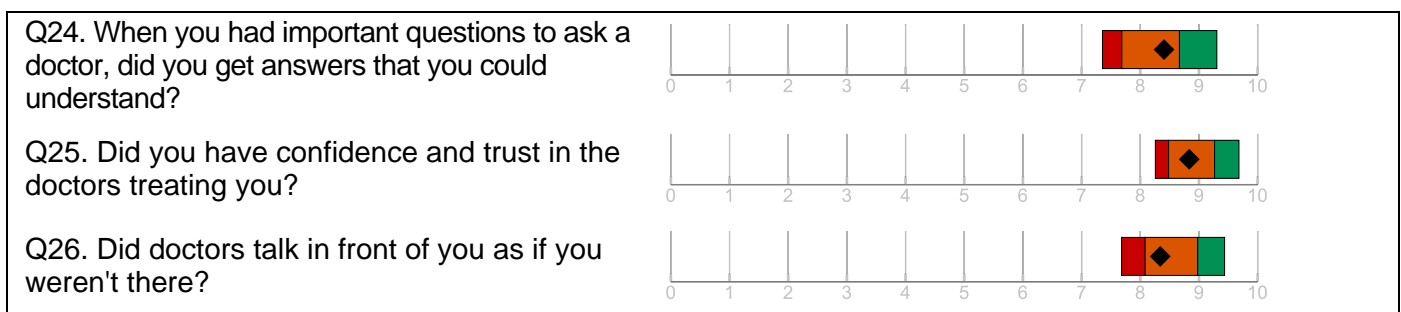 Q24. When you had important questions to ask a
doctor, did you get answers that you could
understand?
0 1 2 3 4 5 6 7 8 9 10
Q25. Did you have confidence and trust in the
doctors treating you?
0 1 2 3 4 5 6 7 8 9 10
Q26. Did doctors talk in front of you as if you
weren't there?
0 1 2 3 4 5 6 7 8 9 10